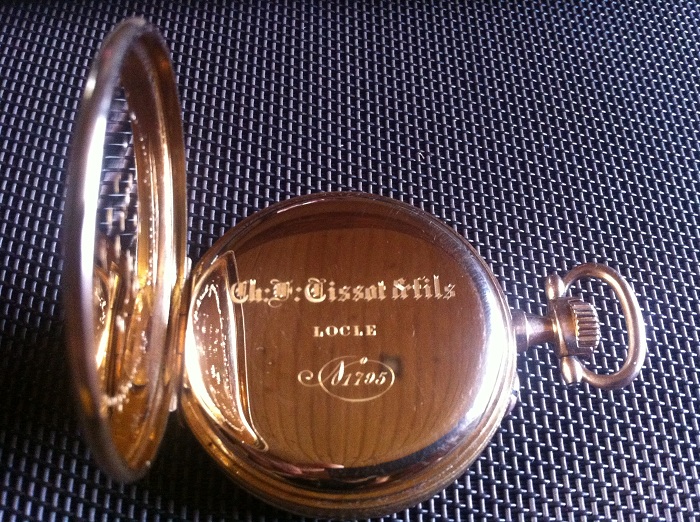 Ch: F: Tissot & fils
LOCLE
Nº 1795